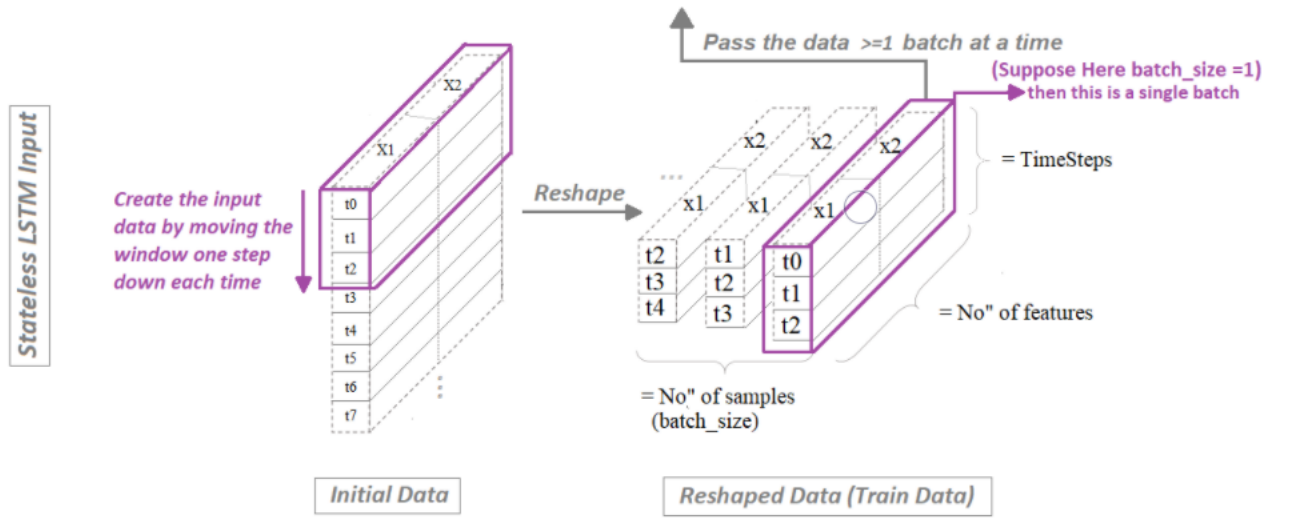 Stateless LSTM Input
X2
X1
Create the input
data by moving the
window one step
down each time
t0
t1
t2
t3
t4
t5
t6
t7
Initial Data
Reshape
Pass the data >=1 batch at a time
(Suppose Here batch_size =1)
then this is a single batch
x2
x2
x2
= TimeSteps
...
x1
x1
x1
t2
t3
t4
t1
t2
t3
t0
t1
t2
= No" of features
= No" of samples
(batch_size)
Reshaped Data (Train Data)